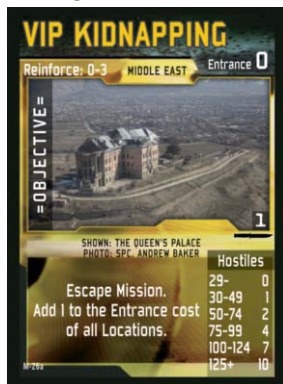 VIP KIDNAPPING
Reinforce: 0-3
MIDDLE EAST
Entrance 0
=OBJECTIVE=
1
SHOWN: THE QUEEN'S PALACE
PHOTO: SPC. ANDREW BAKER
Escape Mission.
Add 1 to the Entrance cost
of all Locations.
Hostiles
29- 0
30-49 1
50-74 2
75-99 4
100-124 7
125+ 10
M-26a